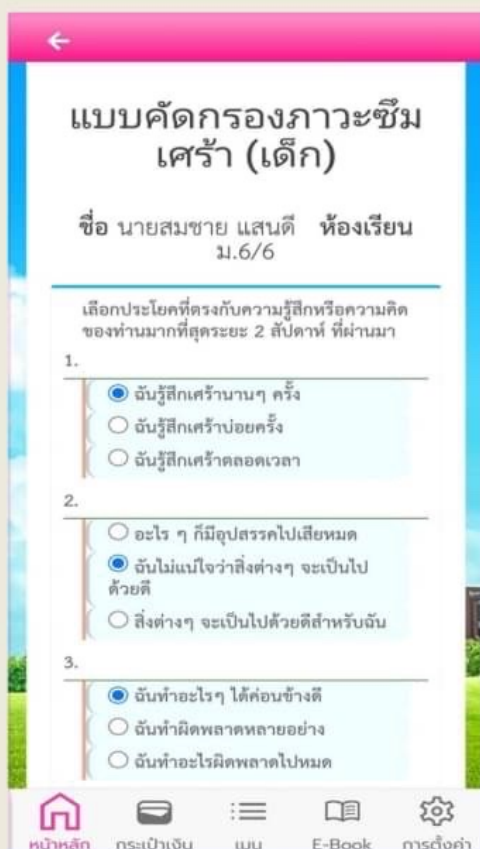 แบบคัดกรองภาวะซึม
เศร้า (เด็ก)
ชื่อ นายสมชาย แสนดี ห้องเรียน
ม.6/6
เลือกประโยคที่ตรงกับความรู้สึกหรือความคิด
ของท่านมากที่สุดระยะ 2 สัปดาห์ ที่ผ่านมา
1.
ฉันรู้สึกเศร้านานๆ ครั้ง
ฉันรู้สึกเศร้าบ่อยครั้ง
ฉันรู้สึกเศร้าตลอดเวลา
2.
อะไร ๆ ก็มีอุปสรรคไปเสียหมด
ฉันไม่แน่ใจว่าสิ่งต่างๆ จะเป็นไป
ด้วยดี
สิ่งต่างๆ จะเป็นไปด้วยดีสำหรับฉัน
3.
ฉันทำอะไรๆ ได้ค่อนข้างดี
ฉันทำผิดพลาดหลายอย่าง
ฉันทำอะไรผิดพลาดไปหมด
หน้าหลัก กระเป๋าเงิน เมนู E-Book การตั้งค่า